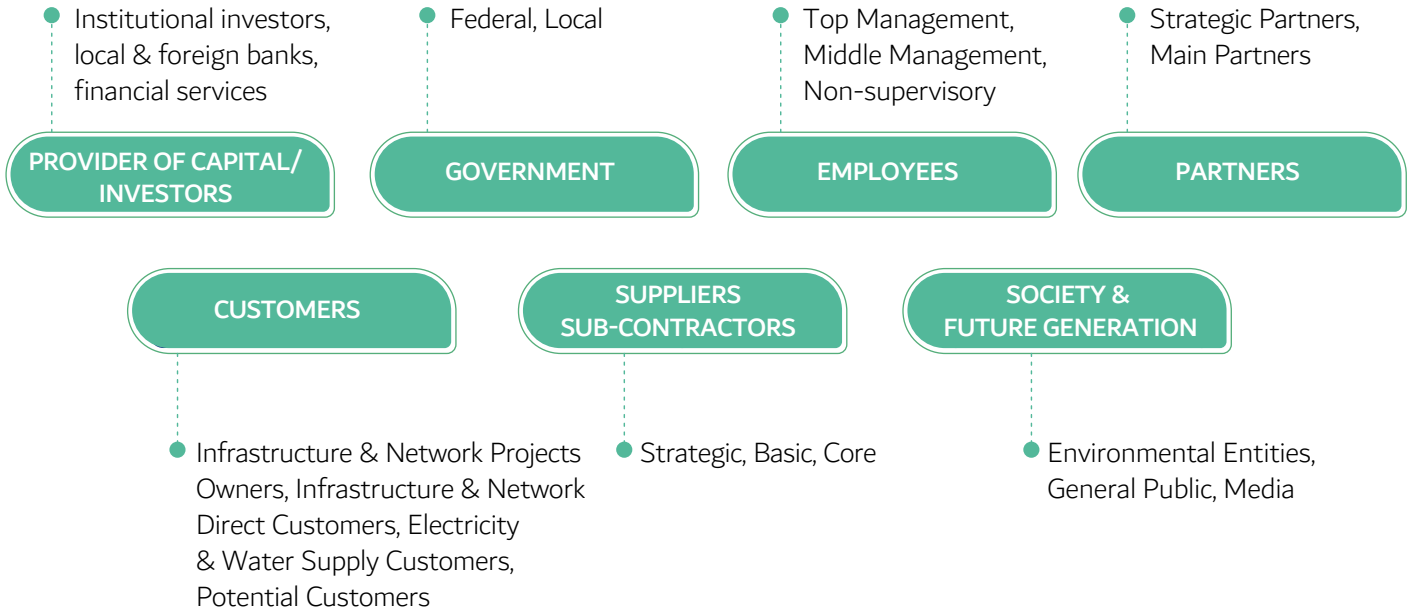 Institutional investors,
local & foreign banks,
financial services
PROVIDER OF CAPITAL/
INVESTORS
Federal, Local
GOVERNMENT
Top Management,
Middle Management,
Non-supervisory
EMPLOYEES
Strategic Partners,
Main Partners
PARTNERS
CUSTOMERS
Infrastructure & Network Projects
Owners, Infrastructure & Network
Direct Customers, Electricity
& Water Supply Customers,
Potential Customers
SUPPLIERS
SUB-CONTRACTORS
Strategic, Basic, Core
SOCIETY &
FUTURE GENERATION
Environmental Entities,
General Public, Media